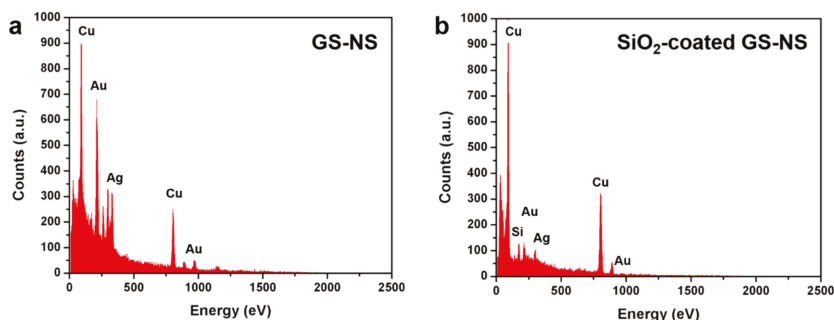 a
GS-NS
Counts (a.u.)
1000
900
800
700
600
500
400
300
200
100
0
Cu
Au
Ag
Cu
Au
0
500
1000
1500
2000
2500
Energy (eV)
b
SiO₂-coated GS-NS
Counts (a.u.)
1000
900
800
700
600
500
400
300
200
100
0
Cu
Si
Au
Ag
Cu
Au
0
500
1000
1500
2000
2500
Energy (eV)